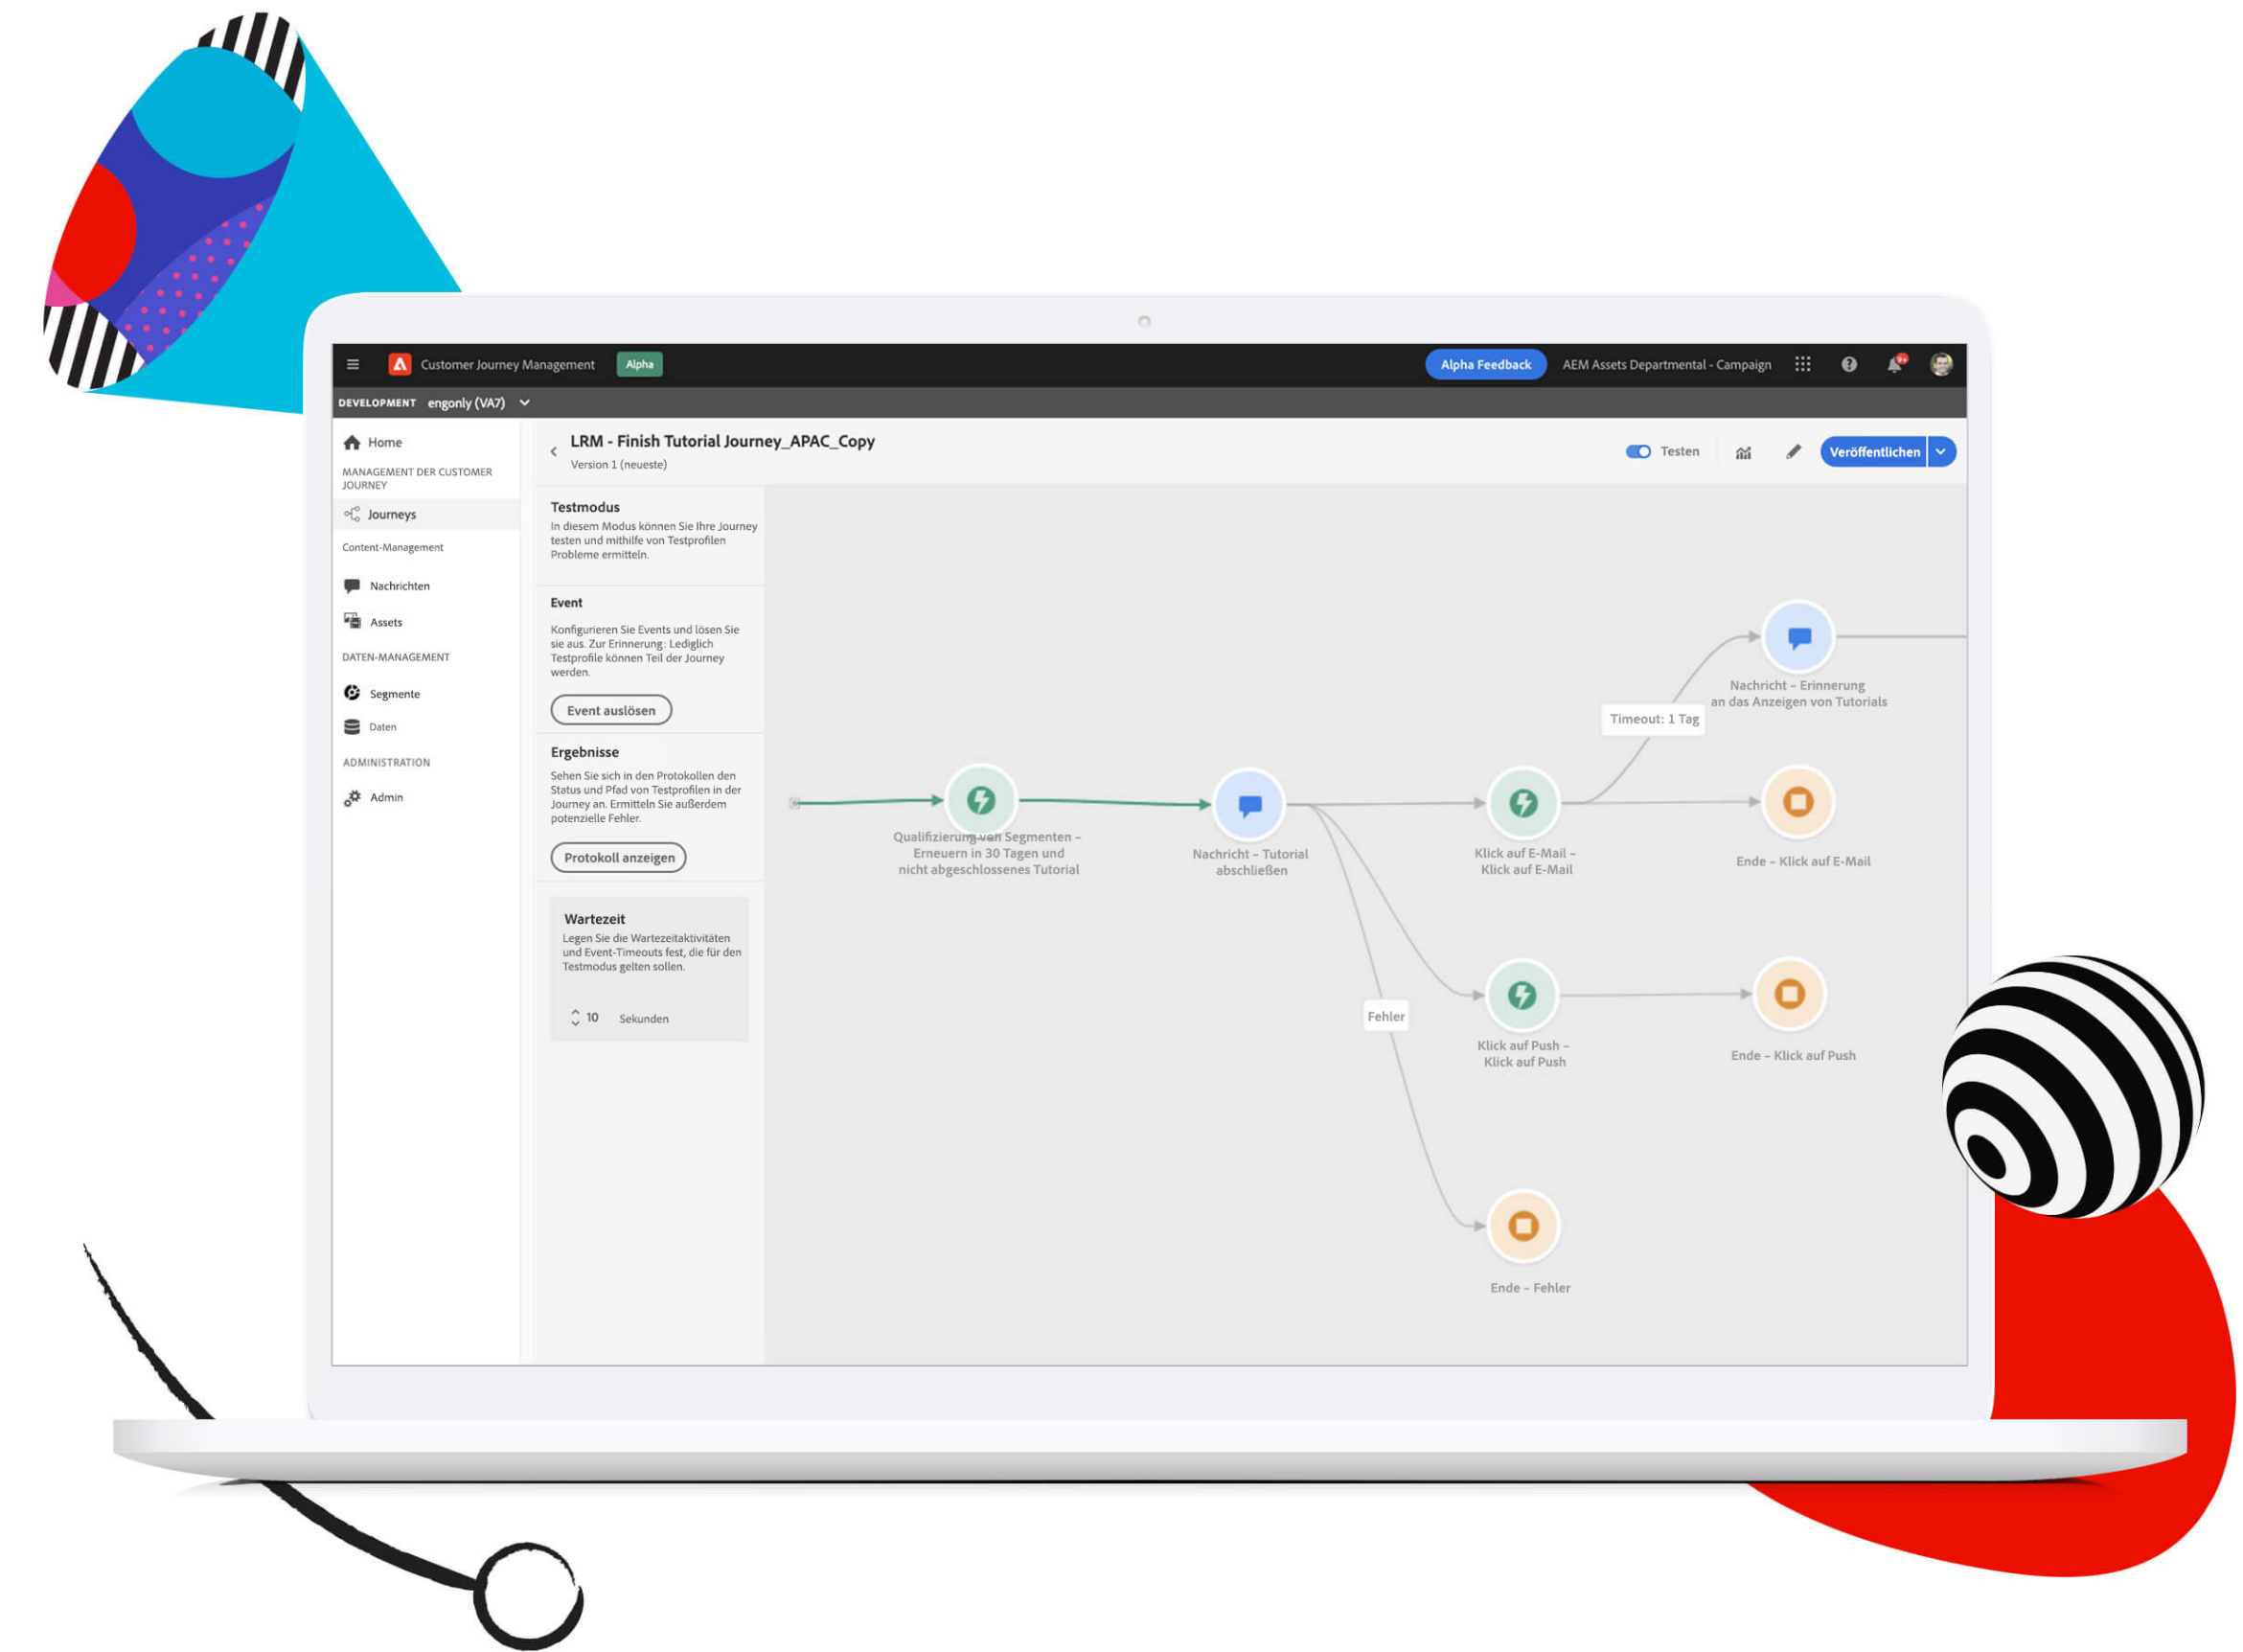 Customer Journey Management
Alpha
Alpha Feedback
AEM Assets Departmental - Campaign
9+
DEVELOPMENT engonly (VA7)
Home
MANAGEMENT DER CUSTOMER
JOURNEY
Journeys
Content-Management
Nachrichten
Assets
DATEN-MANAGEMENT
Segmente
Daten
ADMINISTRATION
Admin
LRM - Finish Tutorial Journey_APAC_Copy
Version 1 (neueste)
Testen
Veröffentlichen
Testmodus
In diesem Modus können Sie Ihre Journey
testen und mithilfe von Testprofilen
Probleme ermitteln.
Event
Konfigurieren Sie Events und lösen Sie
sie aus. Zur Erinnerung: Lediglich
Testprofile können Teil der Journey
werden.
Event auslösen
Ergebnisse
Sehen Sie sich in den Protokollen den
Status und Pfad von Testprofilen in der
Journey an. Ermitteln Sie außerdem
potenzielle Fehler.
Protokoll anzeigen
Wartezeit
Legen Sie die Wartezeitaktivitäten
und Event-Timeouts fest, die für den
Testmodus gelten sollen.
10 Sekunden
Qualifizierung von Segmenten –
Erneuern in 30 Tagen und
nicht abgeschlossenes Tutorial
Nachricht – Tutorial
abschließen
Klick auf E-Mail –
Klick auf E-Mail
Timeout: 1 Tag
Nachricht – Erinnerung
an das Anzeigen von Tutorials
Ende – Klick auf E-Mail
Fehler
Klick auf Push –
Klick auf Push
Ende – Klick auf Push
Ende – Fehler